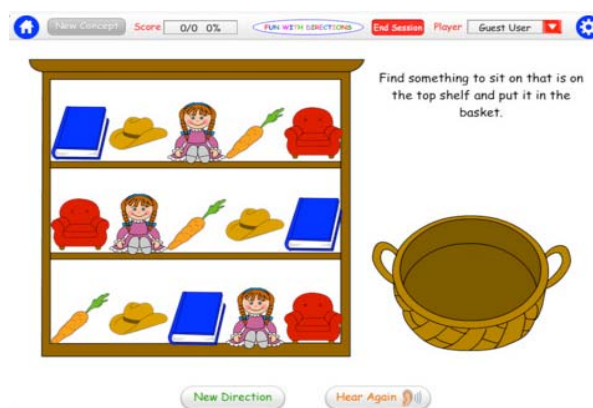 New Concept Score 0/0 0% FUN WITH DIRECTIONS End Session Player Guest User
Find something to sit on that is on
the top shelf and put it in the
basket.
New Direction Hear Again